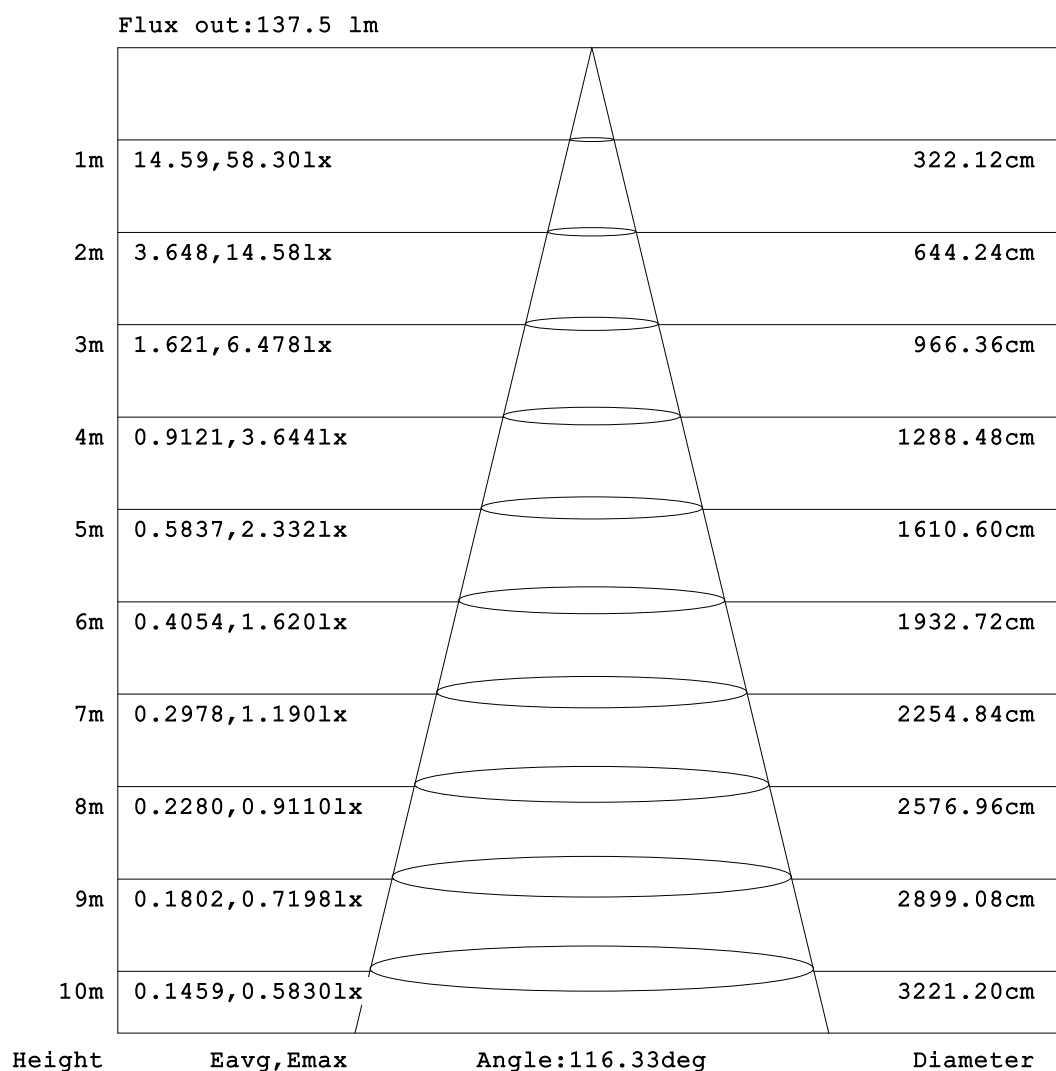 Flux out:137.5 lm
1m 14.59,58.30lx 322.12cm
2m 3.648,14.58lx 644.24cm
3m 1.621,6.478lx 966.36cm
4m 0.9121,3.644lx 1288.48cm
5m 0.5837,2.332lx 1610.60cm
6m 0.4054,1.620lx 1932.72cm
7m 0.2978,1.190lx 2254.84cm
8m 0.2280,0.9110lx 2576.96cm
9m 0.1802,0.7198lx 2899.08cm
10m 0.1459,0.5830lx 3221.20cm
Height Eavg,Emax Angle:116.33deg Diameter